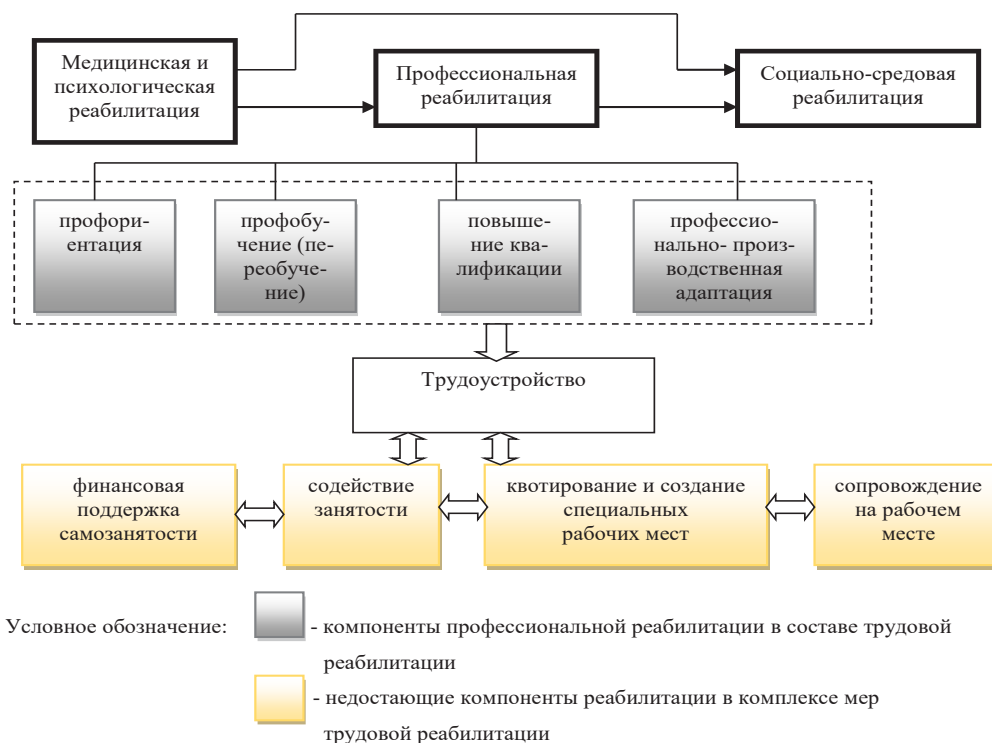 Медицинская и
психологическая
реабилитация
Профессиональная
реабилитация
Социально-средовая
реабилитация
профори-
ентация
профобу-
чение (пе-
реобуче-
ние)
повыше-
ние ква-
лификации
профессио-
нально- произ-
водственная
адаптация
Трудоустройство
финансовая
поддержка
самозанятости
содействие
занятости
квотирование и создание
специальных
рабочих мест
сопровождение
на рабочем
месте
Условное обозначение:
- компоненты профессиональной реабилитации в составе трудовой
реабилитации
- недостающие компоненты реабилитации в комплексе мер
трудовой реабилитации